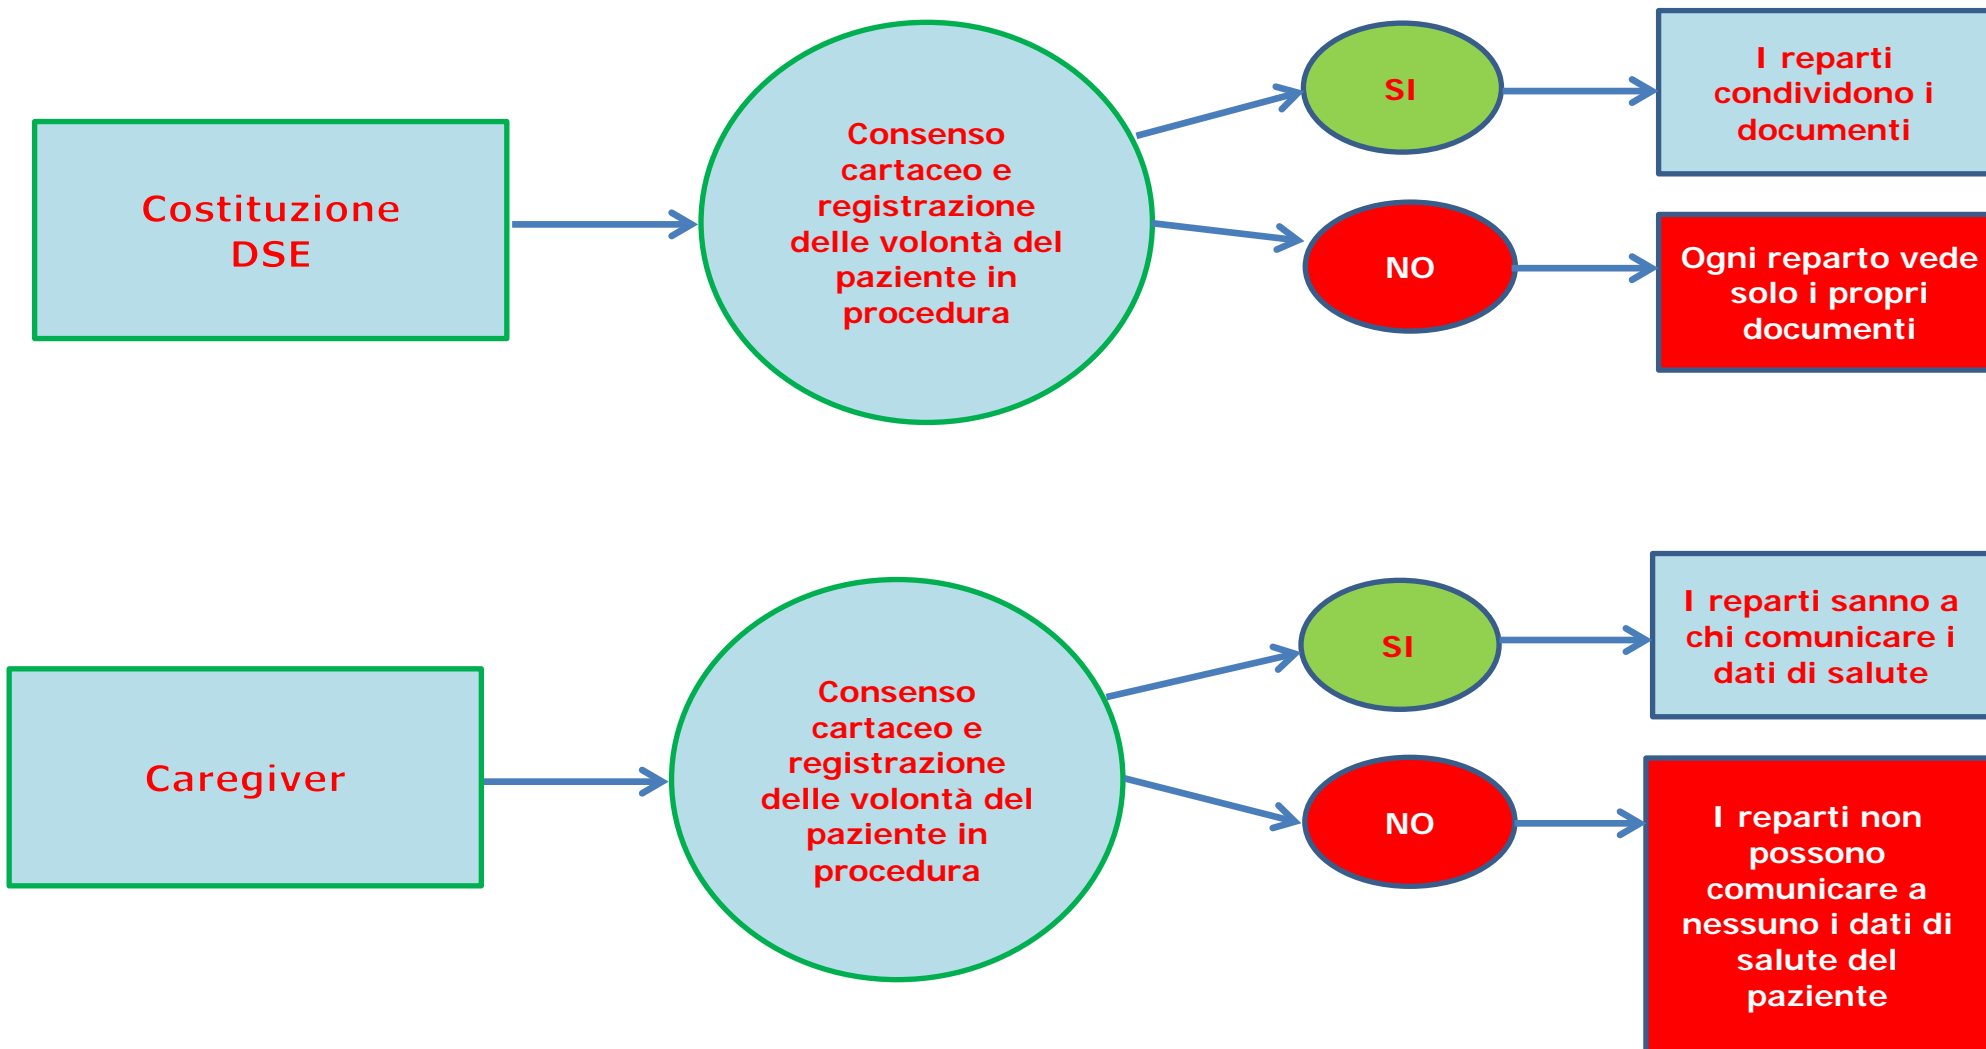 Costituzione
DSE
Consenso
cartaceo e
registrazione
delle volontà del
paziente in
procedura
SI
I reparti
condividono i
documenti
NO
Ogni reparto vede
solo i propri
documenti
Caregiver
Consenso
cartaceo e
registrazione
delle volontà del
paziente in
procedura
SI
I reparti sanno a
chi comunicare i
dati di salute
NO
I reparti non
possono
comunicare a
nessuno i dati di
salute del
paziente